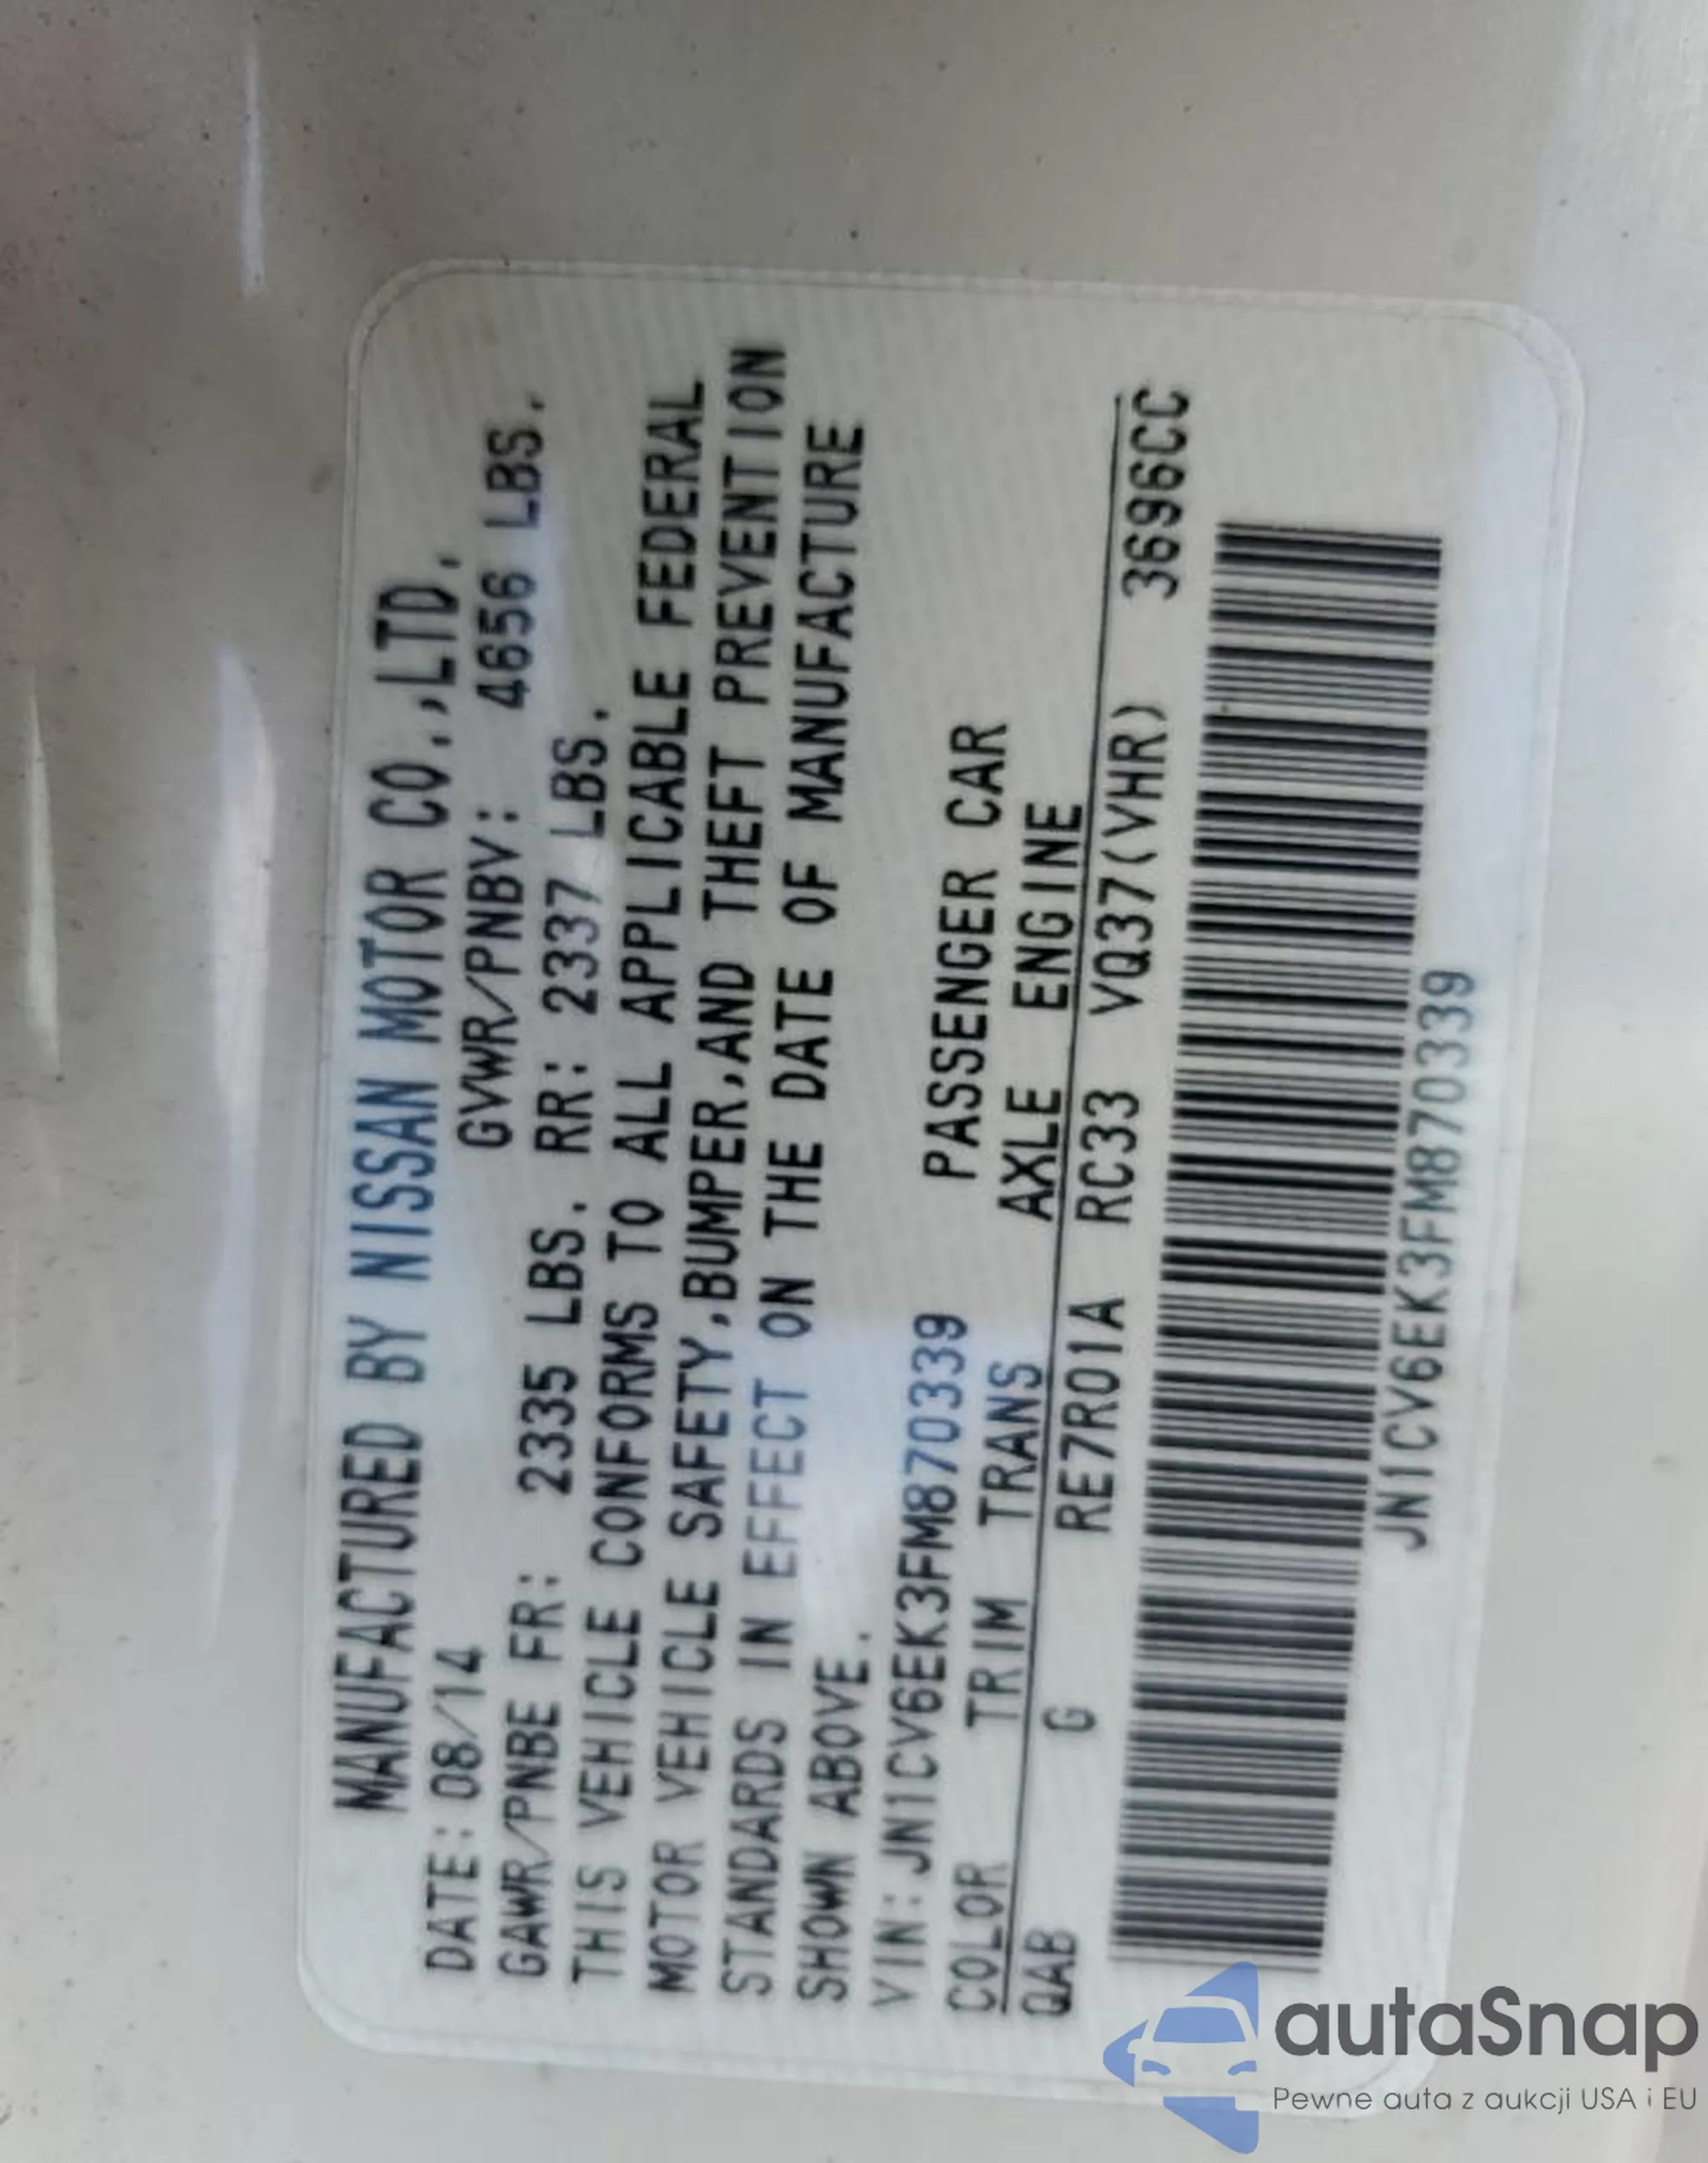 MANUFACTURED BY NISSAN MOTOR CO.,LTD.
DATE:08/14 GVWR/PNBV: 4656 LBS.
GAWR/PNBE FR: 2335 LBS. RR: 2337 LBS.
THIS VEHICLE CONFORMS TO ALL APPLICABLE FEDERAL
MOTOR VEHICLE SAFETY,BUMPER,AND THEFT PREVENTION
STANDARDS IN EFFECT ON THE DATE OF MANUFACTURE
SHOWN ABOVE.
VIN:JN1CV6EK3FM870339 PASSENGER CAR
COLOR TRIM TRANS AXLE ENGINE
QAB G RE7R01A RC33 VQ37(VHR) 3696CC
JN1CV6EK3FM870339
autaSnap
Pewne auta z aukcji USA i EU